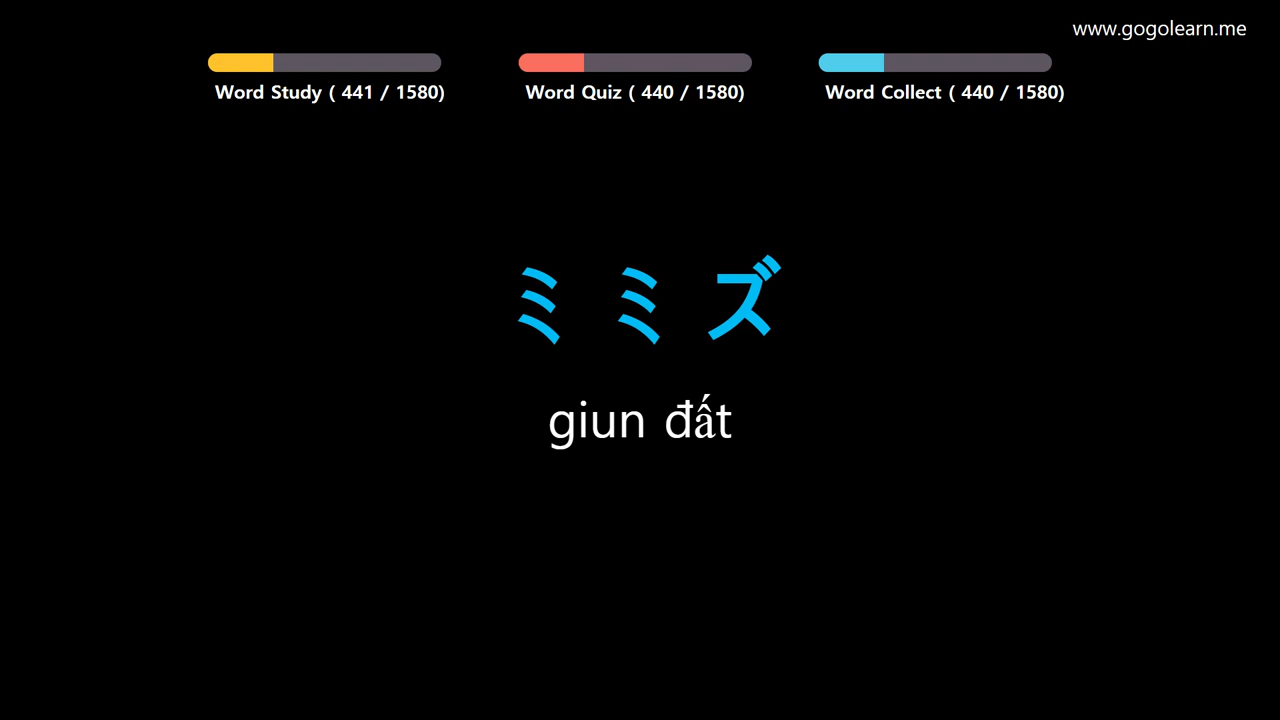 www.gogolearn.me
Word Study ( 441 / 1580)
Word Quiz ( 440 / 1580)
Word Collect ( 440 / 1580)
ミミズ
giun đất